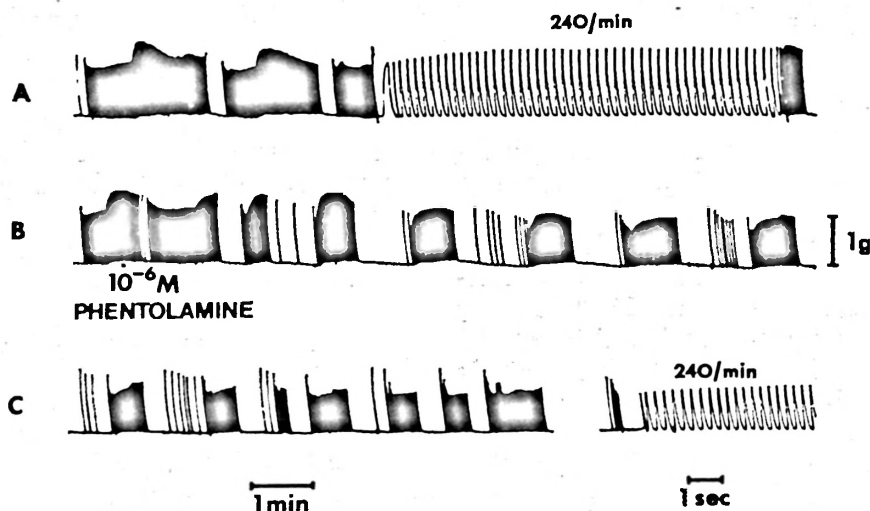 240/min
A
B
1g
10⁻⁶M
PHENTOLAMINE
C
240/min
1min
1sec